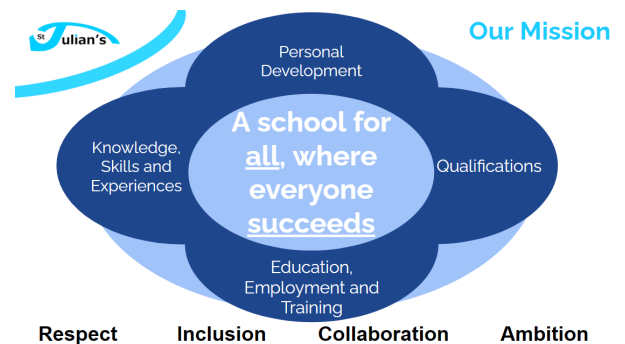 St Julian's
Our Mission
Personal
Development
Knowledge,
Skills and
Experiences
A school for
all, where
everyone
succeeds
Qualifications
Education,
Employment and
Training
Respect Inclusion Collaboration Ambition